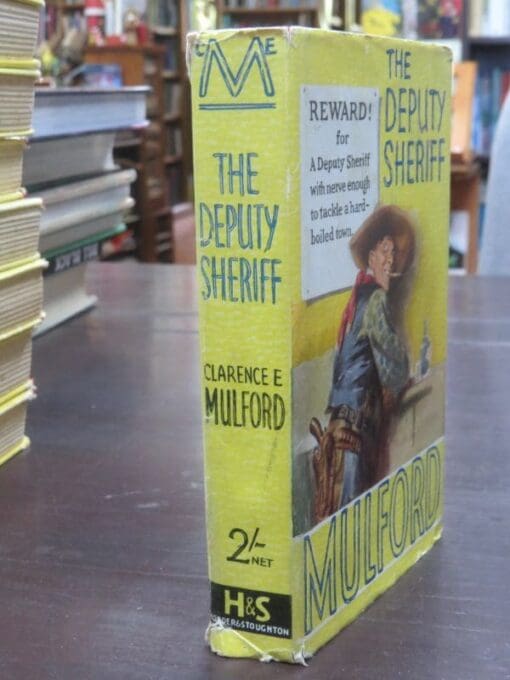 C M E
THE
DEPUTY
SHERIFF
CLARENCE E
MULFORD
2/-
NET
H&S
STOUGHTON
THE
DEPUTY
SHERIFF
REWARD!
for
A Deputy Sheriff
with nerve enough
to tackle a hard-
boiled town.
MULFORD